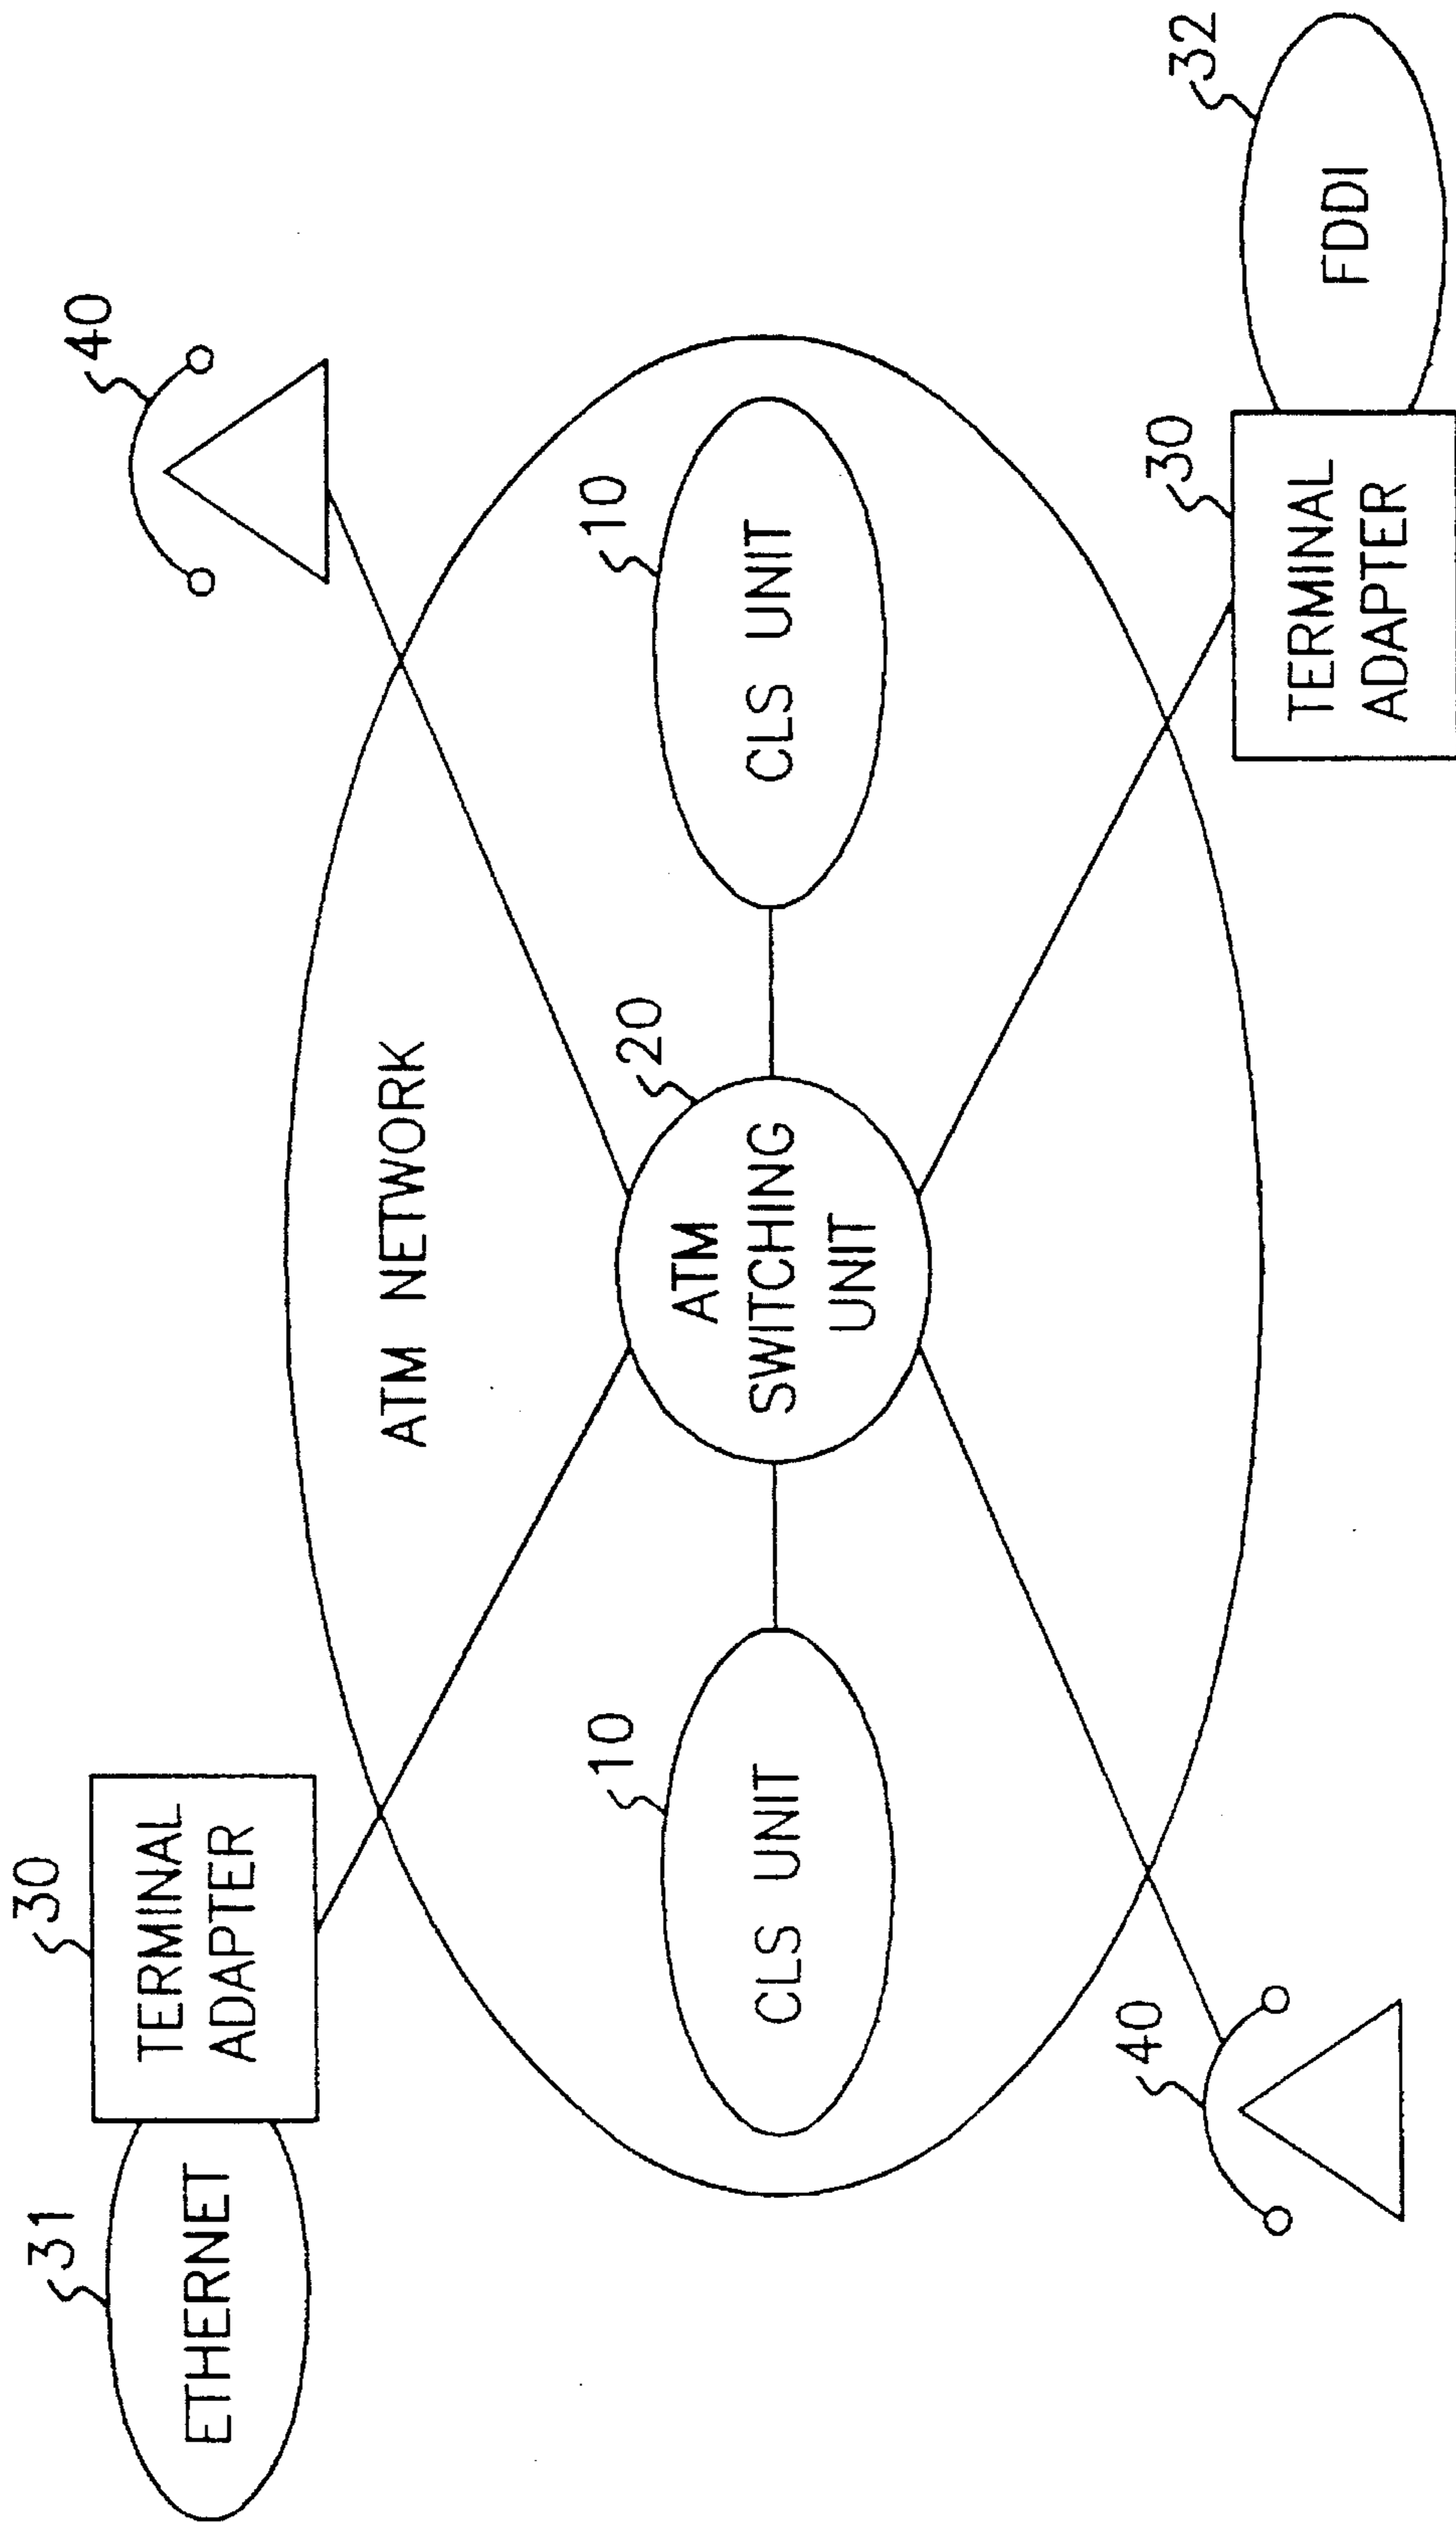 30
31
ETHERNET
TERMINAL
ADAPTER
40
ATM NETWORK
10
CLS UNIT
20
ATM
SWITCHING
UNIT
10
CLS UNIT
40
30
TERMINAL
ADAPTER
32
FDDI